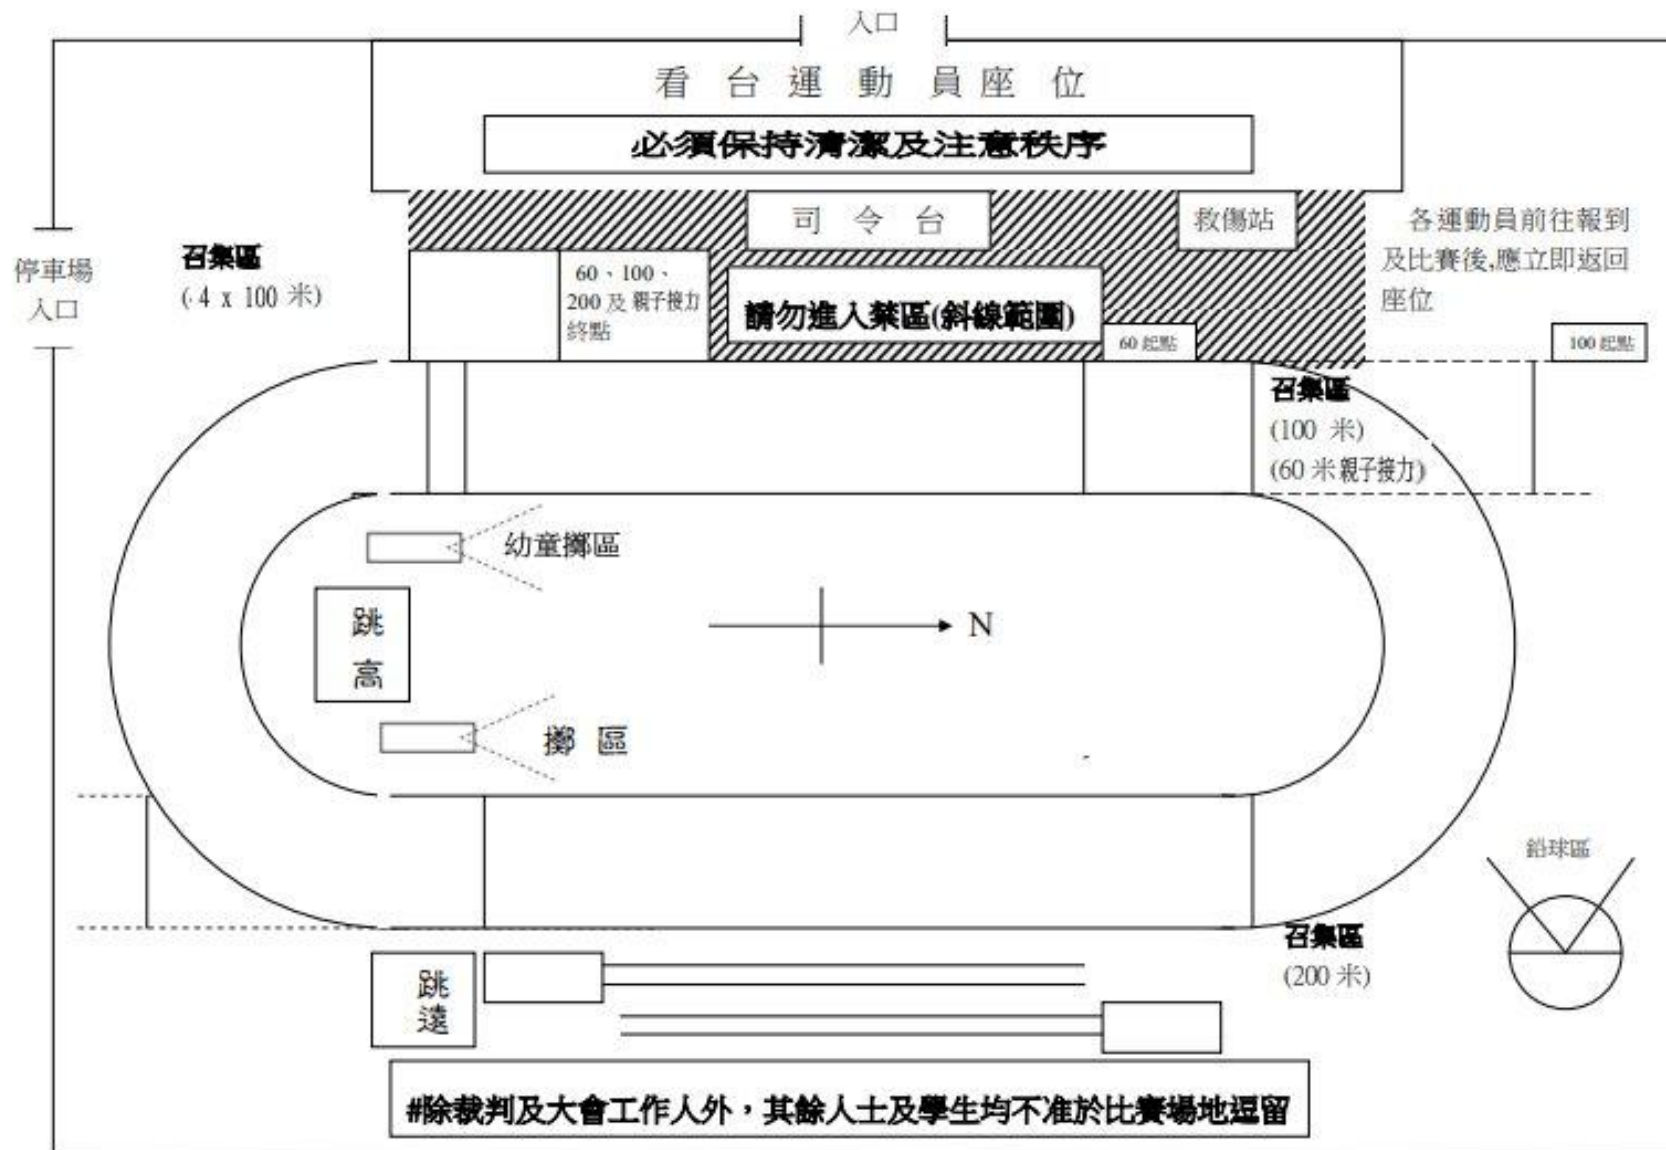 入口
看台運動員座位
必須保持清潔及注意秩序
司令台
救傷站
各運動員前往報到
及比賽後,應立即返回
座位
停車場
入口
召集區
(4 x 100 米)
60、100、
200 及 親子接力
終點
請勿進入禁區(斜線範圍)
60 起點
100 起點
召集區
(100 米)
(60 米親子接力)
幼童擲區
跳
高
N
擲 區
鉛球區
召集區
(200 米)
跳
遠
#除裁判及大會工作人外,其餘人士及學生均不准於比賽場地逗留